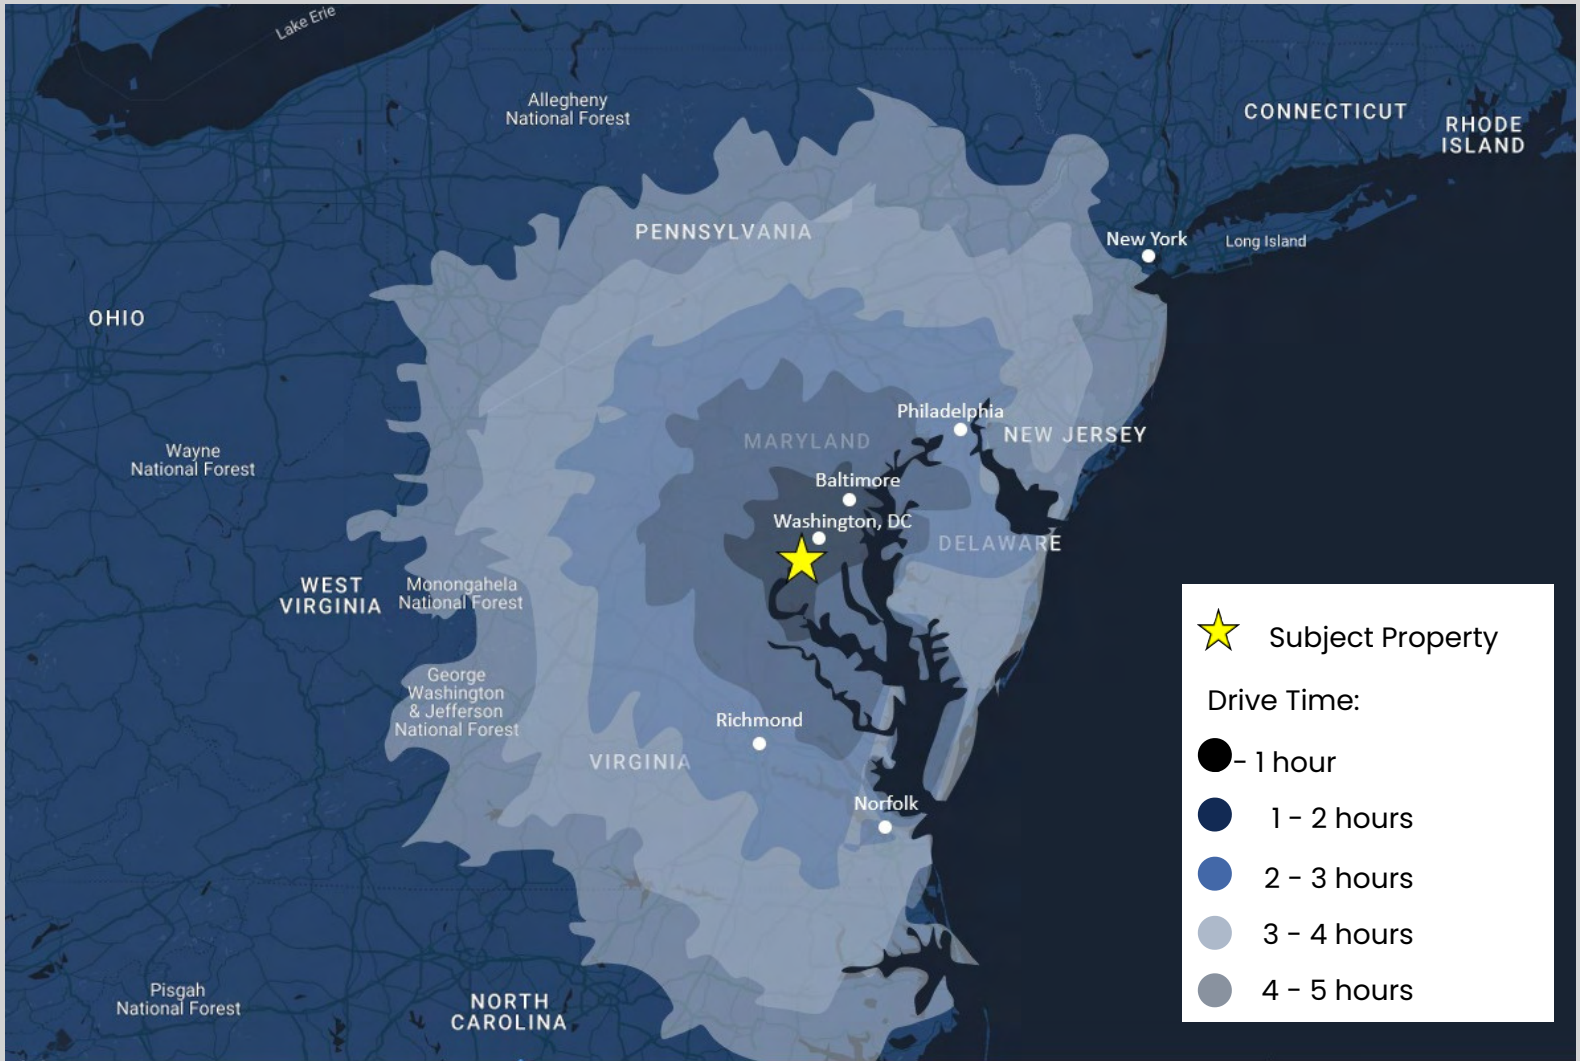 Lake Erie
Allegheny
National Forest
CONNECTICUT
RHODE
ISLAND
PENNSYLVANIA
New York
Long Island
OHIO
Philadelphia
MARYLAND
NEW JERSEY
Wayne
National Forest
Baltimore
Washington, DC
DELAWARE
WEST
VIRGINIA
Monongahela
National Forest
George
Washington
& Jefferson
National Forest
Richmond
VIRGINIA
Norfolk
Pisgah
National Forest
NORTH
CAROLINA
Subject Property
Drive Time:
- 1 hour
1 - 2 hours
2 - 3 hours
3 - 4 hours
4 - 5 hours